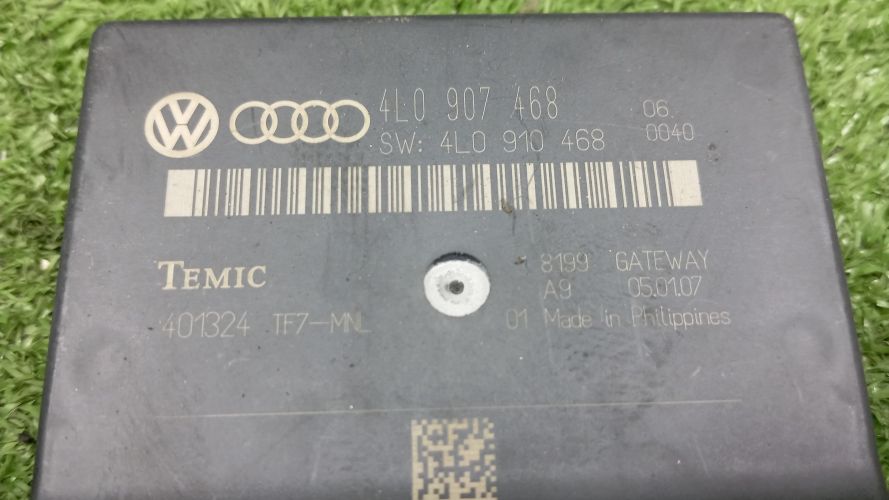 4L0 907 468 06.
SW: 4L0 910 468 0040
TEMIC 8199 GATEWAY
A9 05.01.07
401324 TF7-MNL 01 Made in Philippines